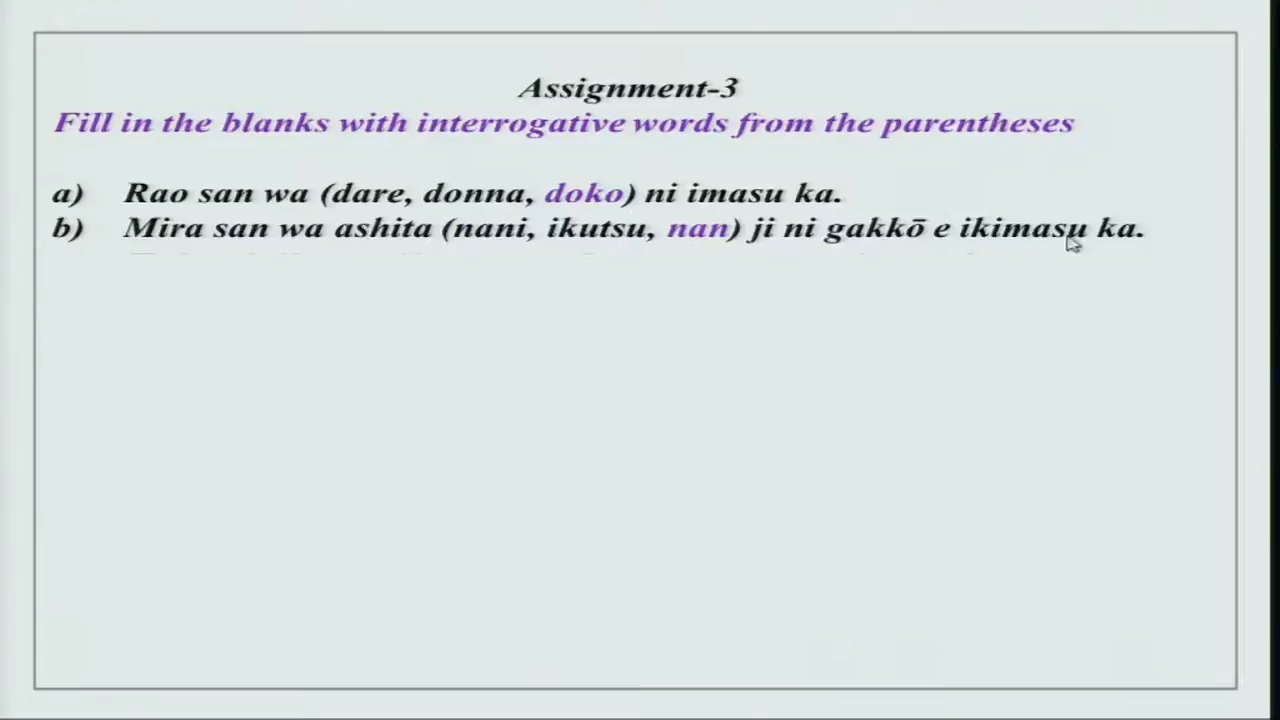 Assignment-3
Fill in the blanks with interrogative words from the parentheses
a) Rao san wa (dare, donna, doko) ni imasu ka.
b) Mira san wa ashita (nani, ikutsu, nan) ji ni gakkō e ikimasu ka.